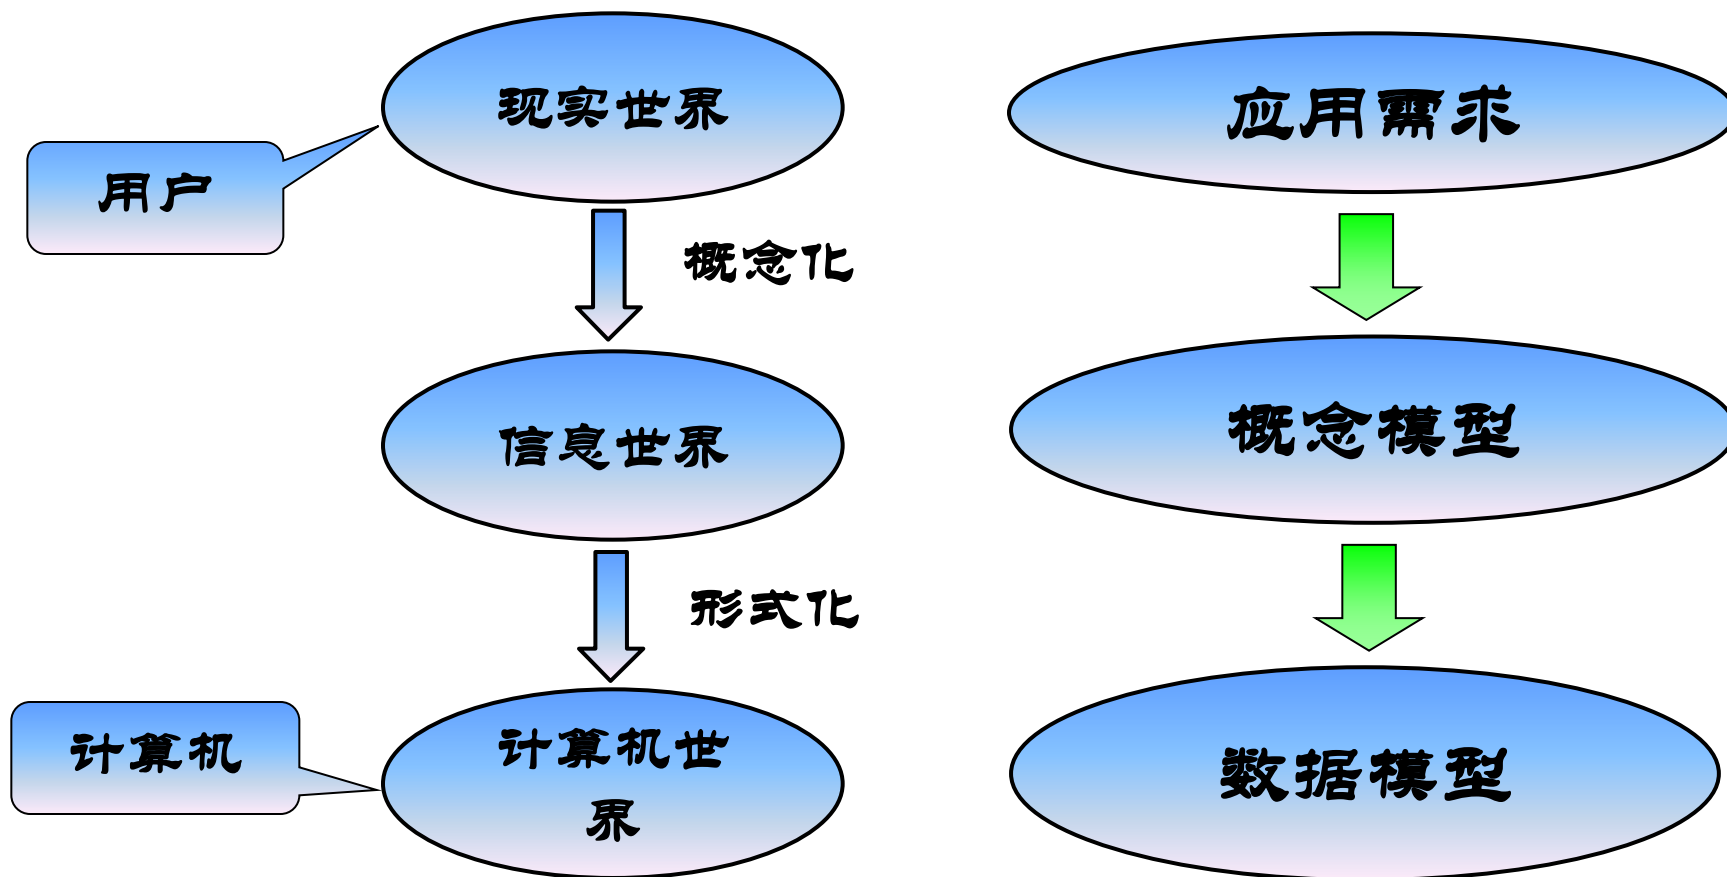 现实世界
应用需求
用户
概念化
信息世界
概念模型
形式化
计算机
计算机世
界
数据模型